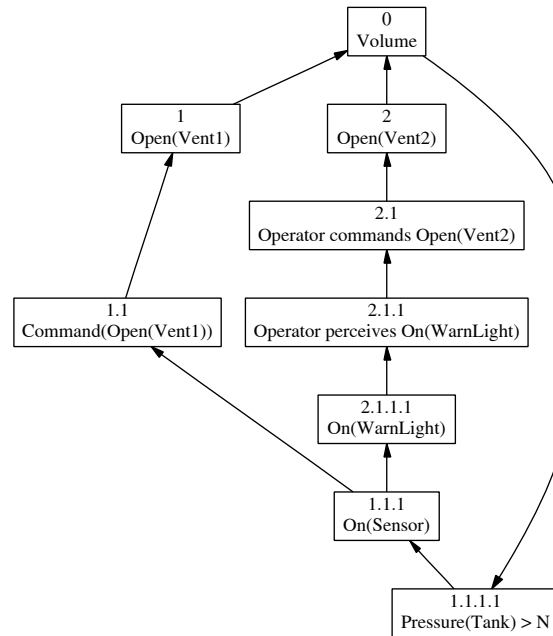 0
Volume
1
Open(Vent1)
2
Open(Vent2)
2.1
Operator commands Open(Vent2)
1.1
Command(Open(Vent1))
2.1.1
Operator perceives On(WarnLight)
2.1.1.1
On(WarnLight)
1.1.1
On(Sensor)
1.1.1.1
Pressure(Tank) > N